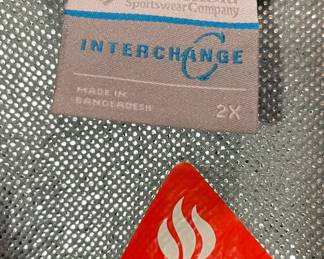 Sportswear Company
INTERCHANGE
MADE IN
BANGLADESH
2X